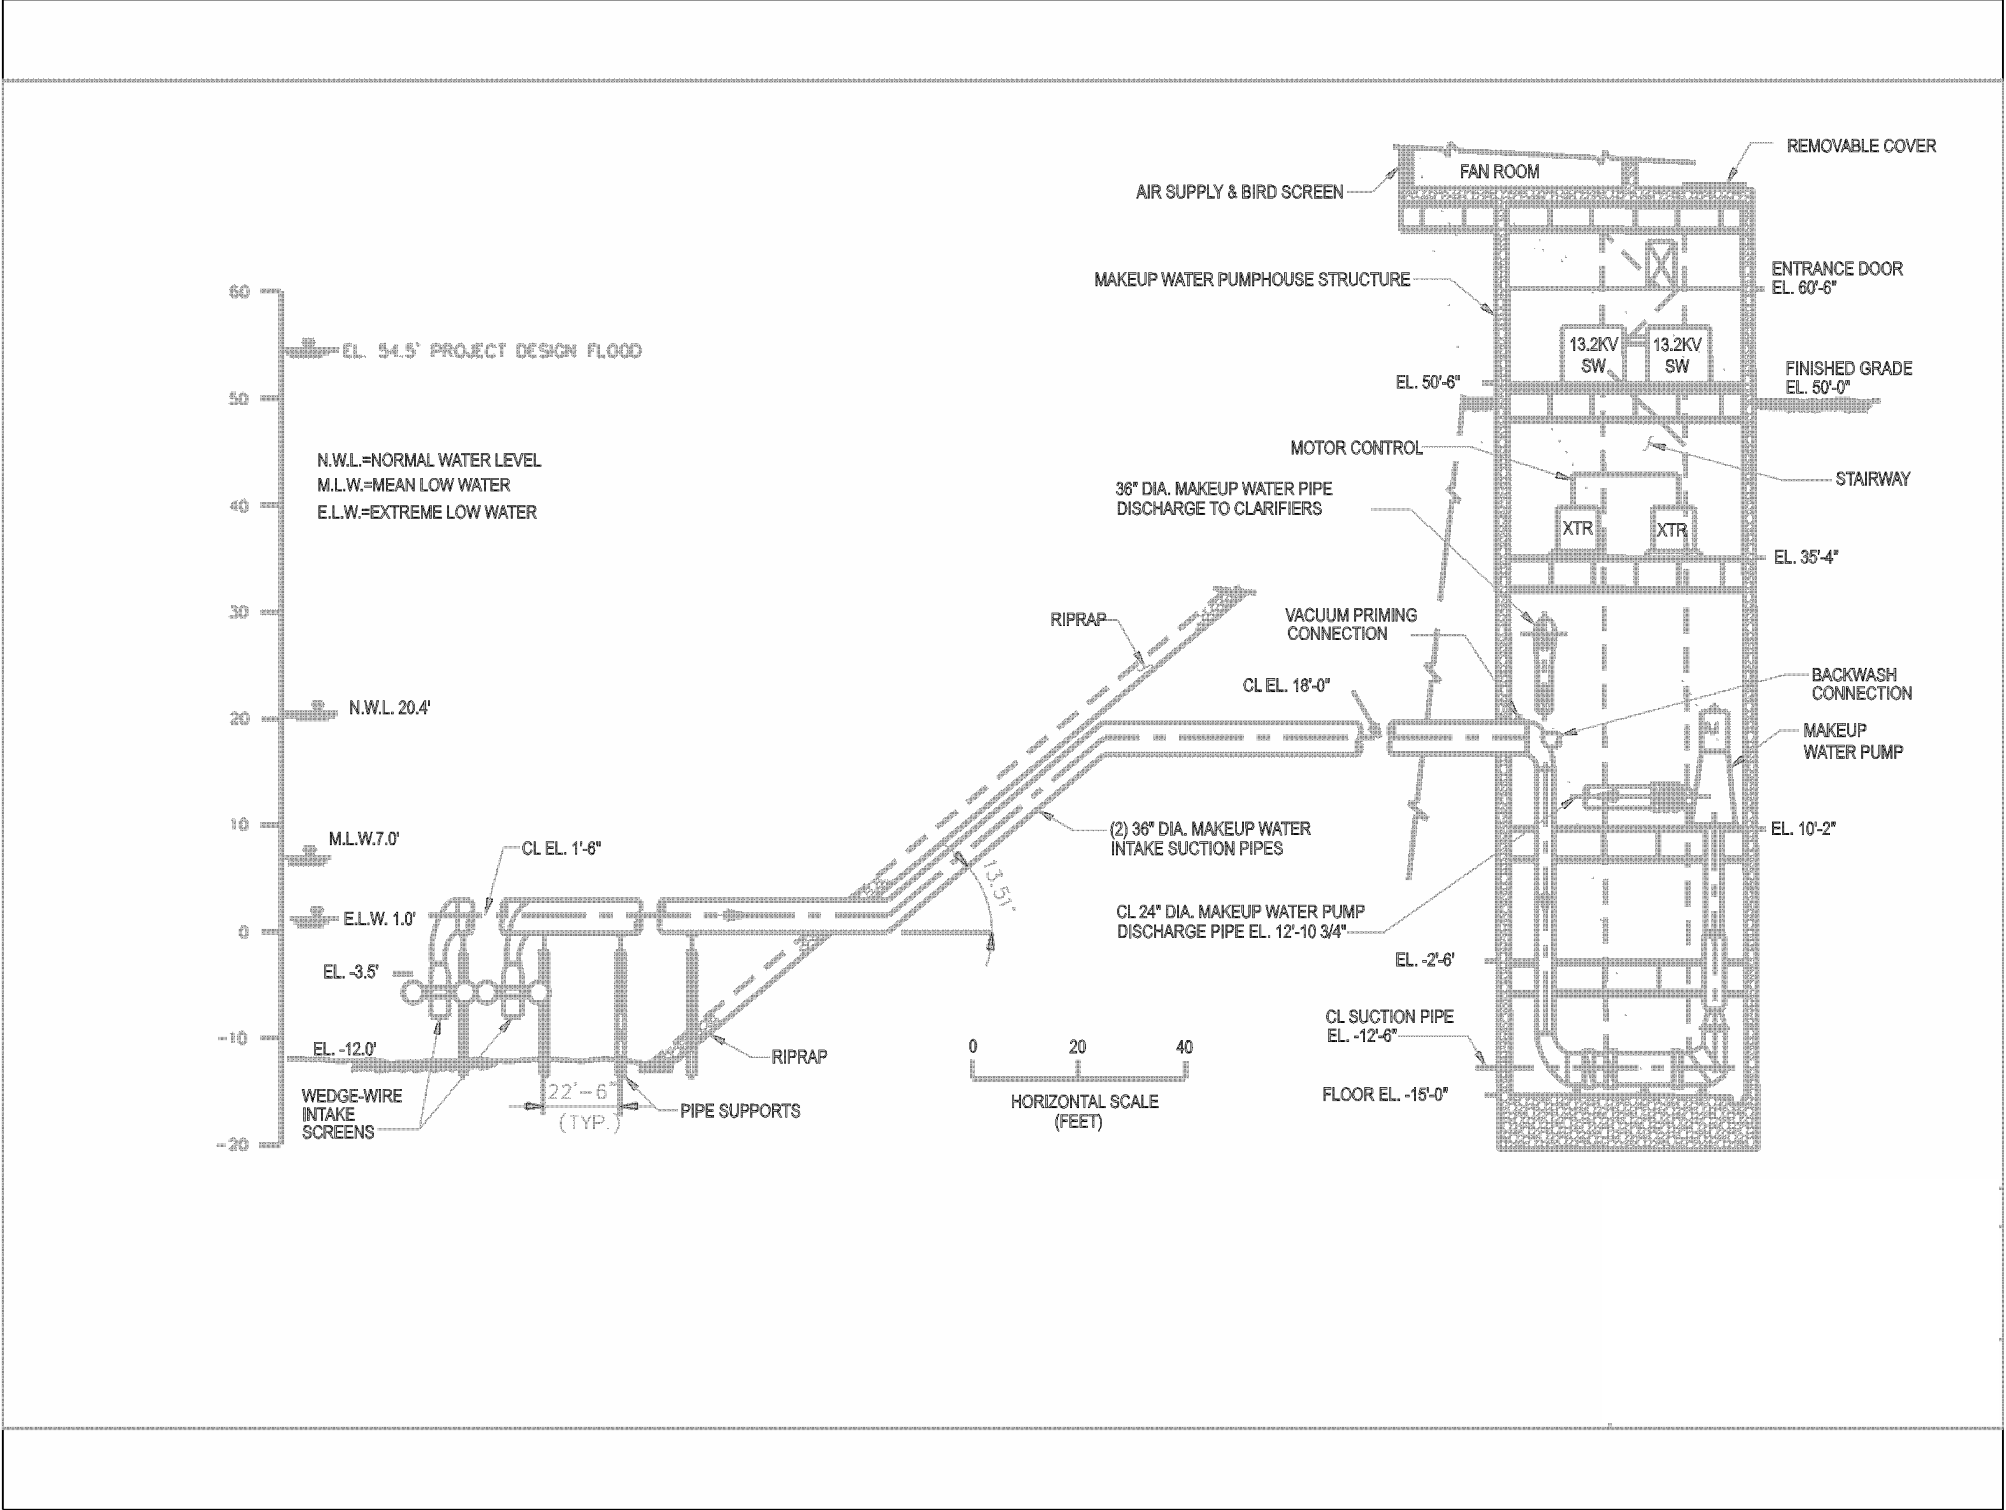 REMOVABLE COVER
FAN ROOM
AIR SUPPLY & BIRD SCREEN
MAKEUP WATER PUMPHOUSE STRUCTURE
ENTRANCE DOOR
EL. 60'-6"
60
EL. 54.5' PROJECT DESIGN FLOOD
13.2KV
SW
13.2KV
SW
EL. 50'-6"
FINISHED GRADE
EL. 50'-0"
50
N.W.L.=NORMAL WATER LEVEL
M.L.W.=MEAN LOW WATER
E.L.W.=EXTREME LOW WATER
MOTOR CONTROL
STAIRWAY
36" DIA. MAKEUP WATER PIPE
DISCHARGE TO CLARIFIERS
40
XTR
XTR
EL. 35'-4"
30
RIPRAP
VACUUM PRIMING
CONNECTION
CL EL. 18'-0"
BACKWASH
CONNECTION
N.W.L. 20.4'
20
MAKEUP
WATER PUMP
10
M.L.W.7.0'
CL EL. 1'-6"
(2) 36" DIA. MAKEUP WATER
INTAKE SUCTION PIPES
EL. 10'-2"
13.51°
E.L.W. 1.0'
0
CL 24" DIA. MAKEUP WATER PUMP
DISCHARGE PIPE EL. 12'-10 3/4"
EL. -2'-6'
EL. -3.5'
CL SUCTION PIPE
EL. -12'-6"
-10
EL. -12.0'
RIPRAP
0 20 40
HORIZONTAL SCALE
(FEET)
FLOOR EL. -15'-0"
WEDGE-WIRE
INTAKE
SCREENS
22'-6"
(TYP.)
PIPE SUPPORTS
-20